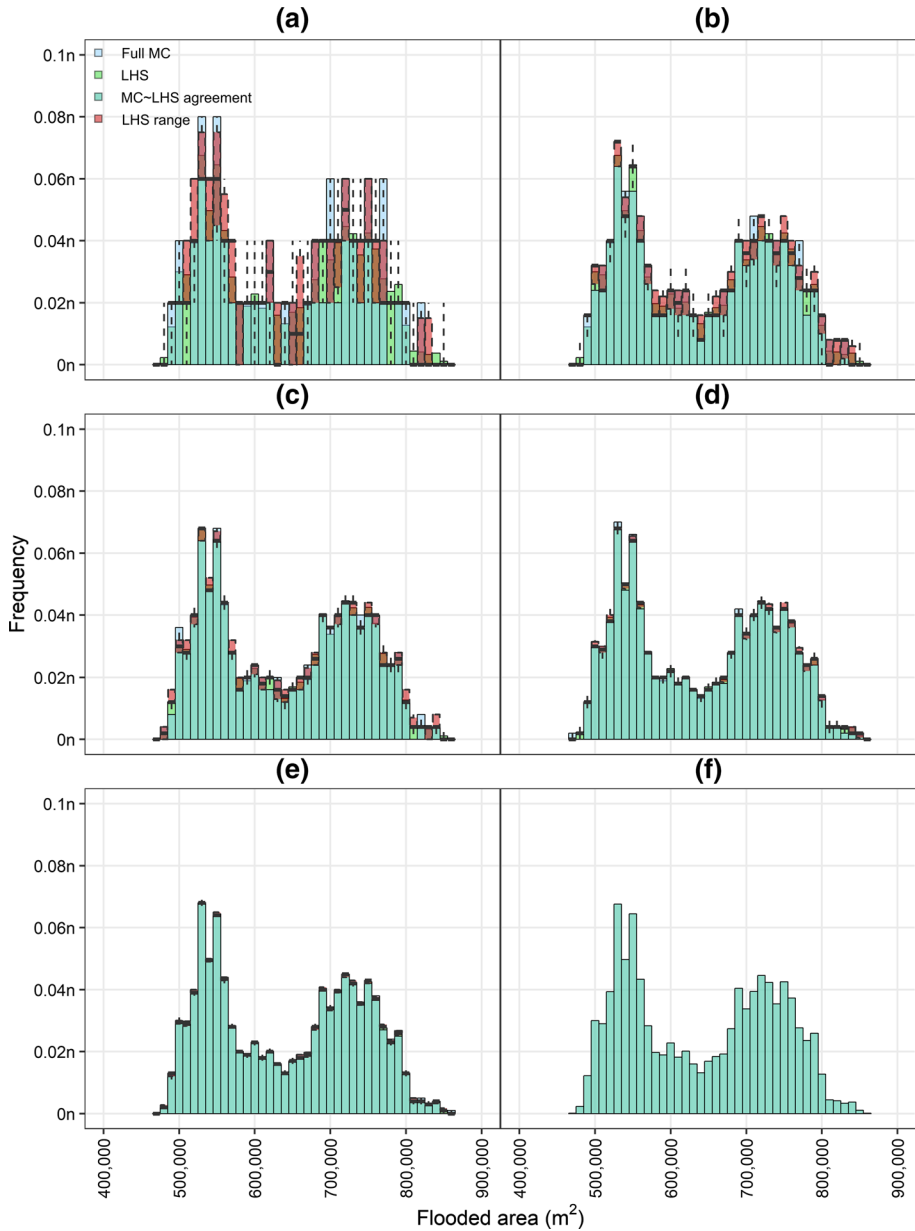 (a) (b)
0.1n
0.08n
0.06n
0.04n
0.02n
0n
Full MC
LHS
MC~LHS agreement
LHS range
(c) (d)
0.1n
0.08n
0.06n
0.04n
0.02n
0n
Frequency
(e) (f)
0.1n
0.08n
0.06n
0.04n
0.02n
0n
400,000 500,000 600,000 700,000 800,000 900,000 400,000 500,000 600,000 700,000 800,000 900,000
Flooded area (m²)